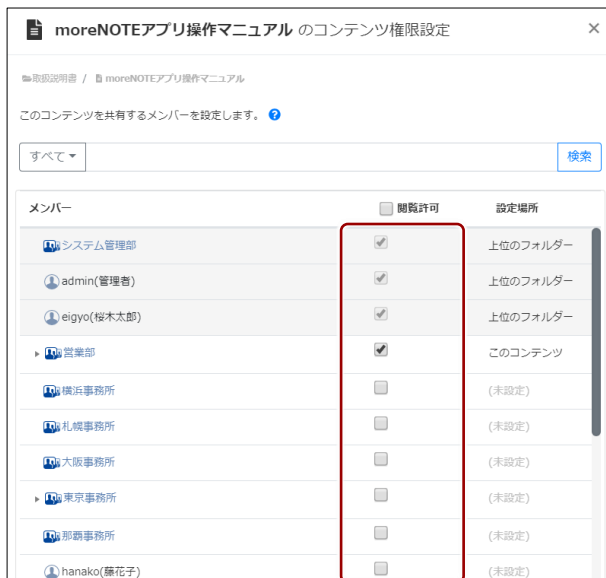 moreNOTEアプリ操作マニュアル のコンテンツ権限設定 ×
取扱説明書 / moreNOTEアプリ操作マニュアル
このコンテンツを共有するメンバーを設定します。 ?
すべて 検索
メンバー 閲覧許可 設定場所
システム管理部 上位のフォルダー
admin(管理者) 上位のフォルダー
eigyo(桜木太郎) 上位のフォルダー
営業部 このコンテンツ
横浜事務所 (未設定)
札幌事務所 (未設定)
大阪事務所 (未設定)
東京事務所 (未設定)
那覇事務所 (未設定)
hanako(藤花子) (未設定)